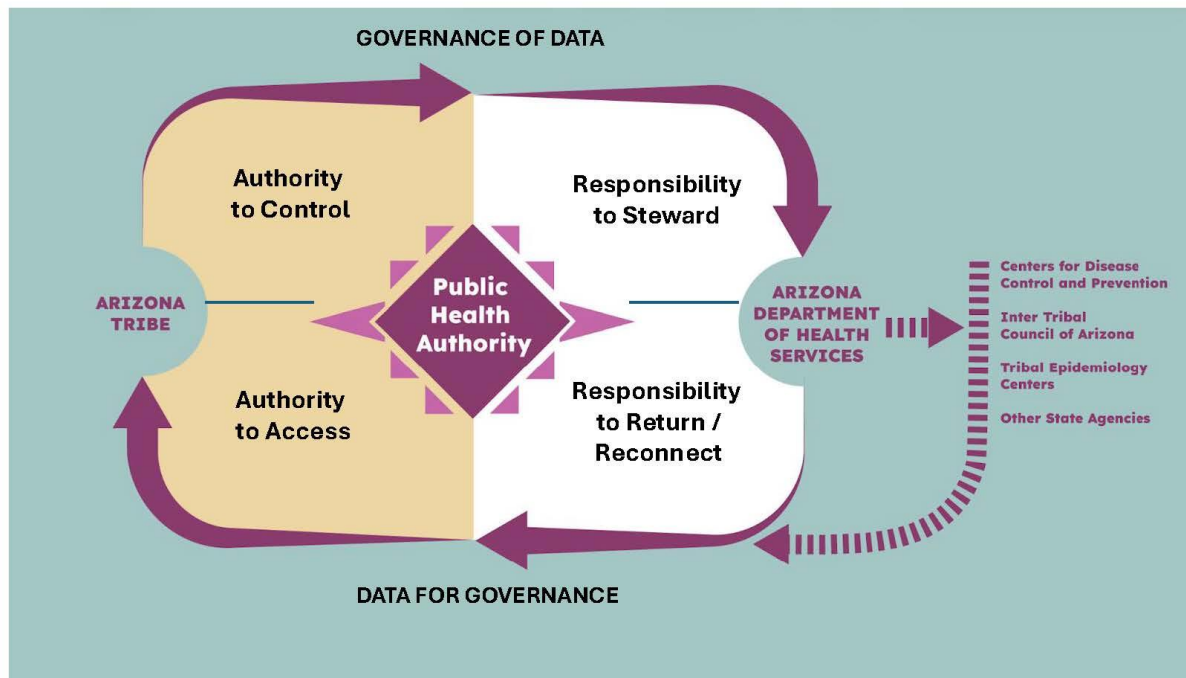 GOVERNANCE OF DATA
Authority
to Control
Responsibility
to Steward
ARIZONA
TRIBE
Public
Health
Authority
ARIZONA
DEPARTMENT
OF HEALTH
SERVICES
Centers for Disease
Control and Prevention
Inter Tribal
Council of Arizona
Tribal Epidemiology
Centers
Other State Agencies
Authority
to Access
Responsibility
to Return /
Reconnect
DATA FOR GOVERNANCE